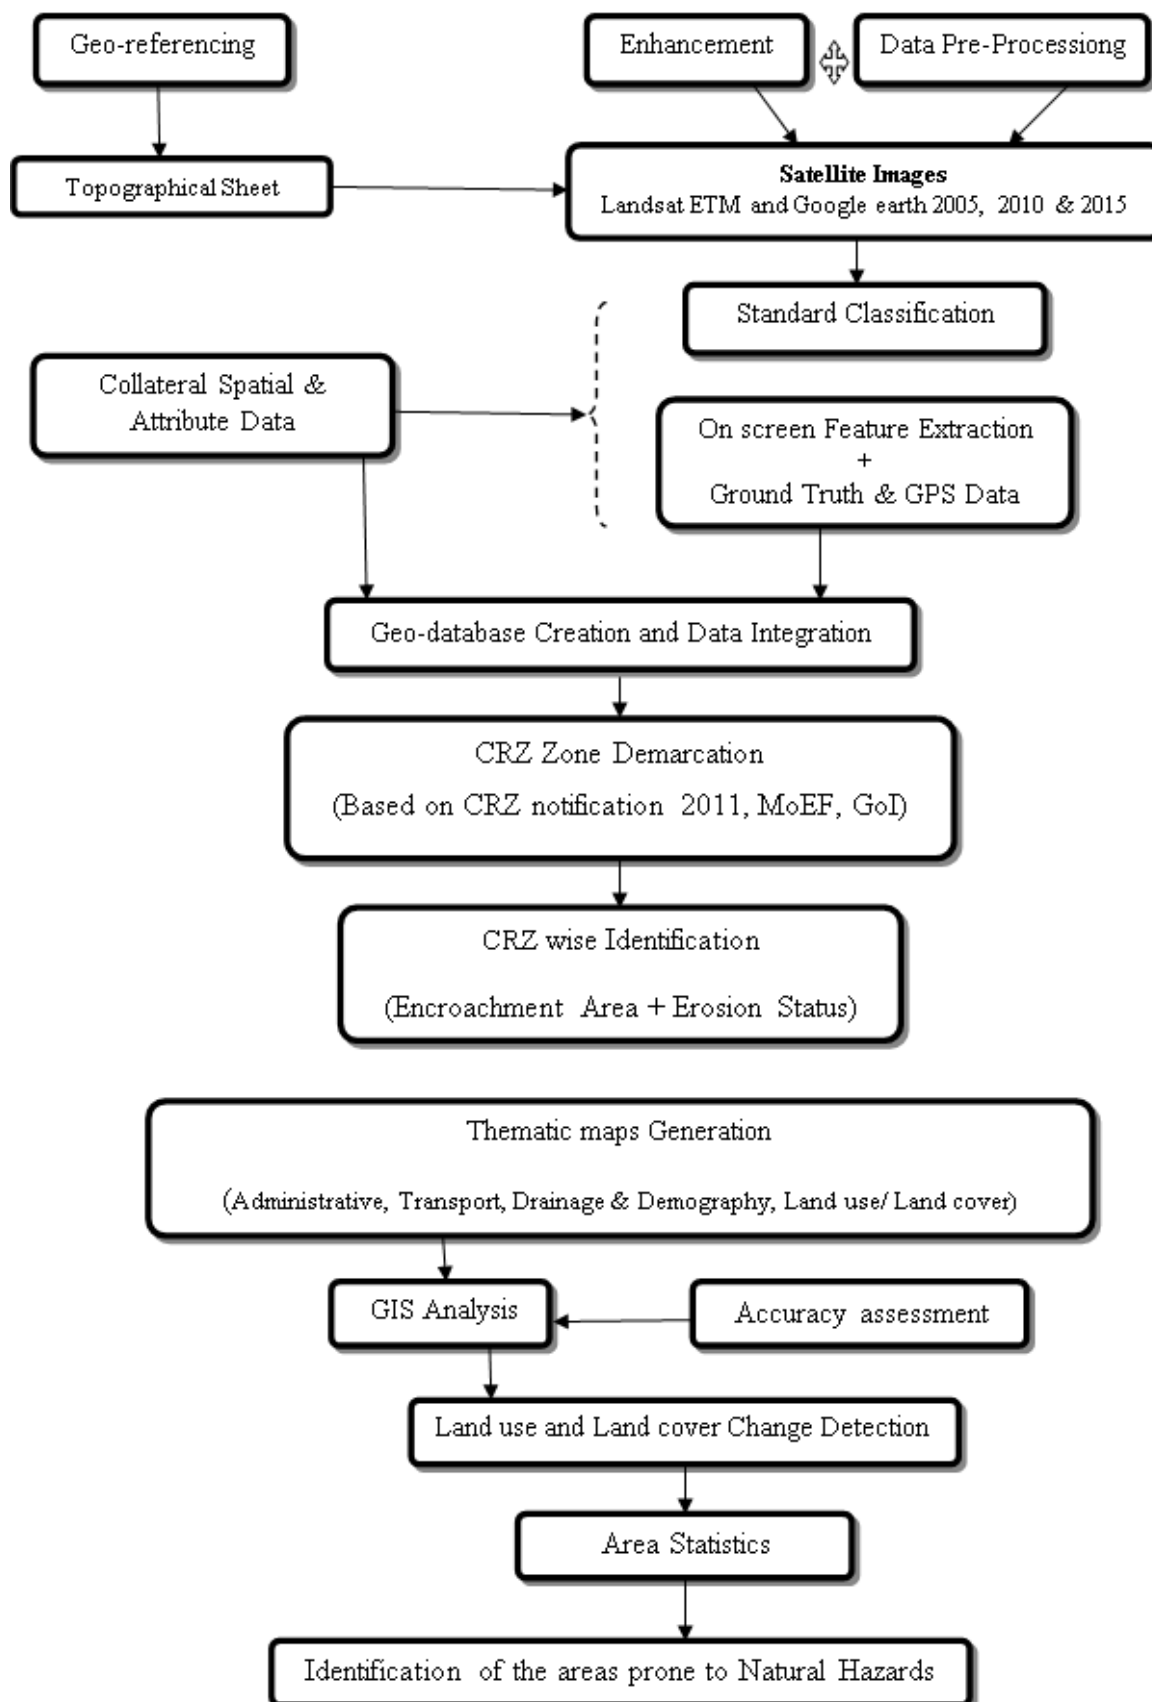 Geo-referencing
Enhancement
Data Pre-Processiong
Topographical Sheet
Satellite Images
Landsat ETM and Google earth 2005, 2010 & 2015
Standard Classification
Collateral Spatial &
Attribute Data
On screen Feature Extraction
+
Ground Truth & GPS Data
Geo-database Creation and Data Integration
CRZ Zone Demarcation
(Based on CRZ notification 2011, MoEF, GoI)
CRZ wise Identification
(Encroachment Area + Erosion Status)
Thematic maps Generation
(Administrative, Transport, Drainage & Demography, Land use/ Land cover)
GIS Analysis
Accuracy assessment
Land use and Land cover Change Detection
Area Statistics
Identification of the areas prone to Natural Hazards